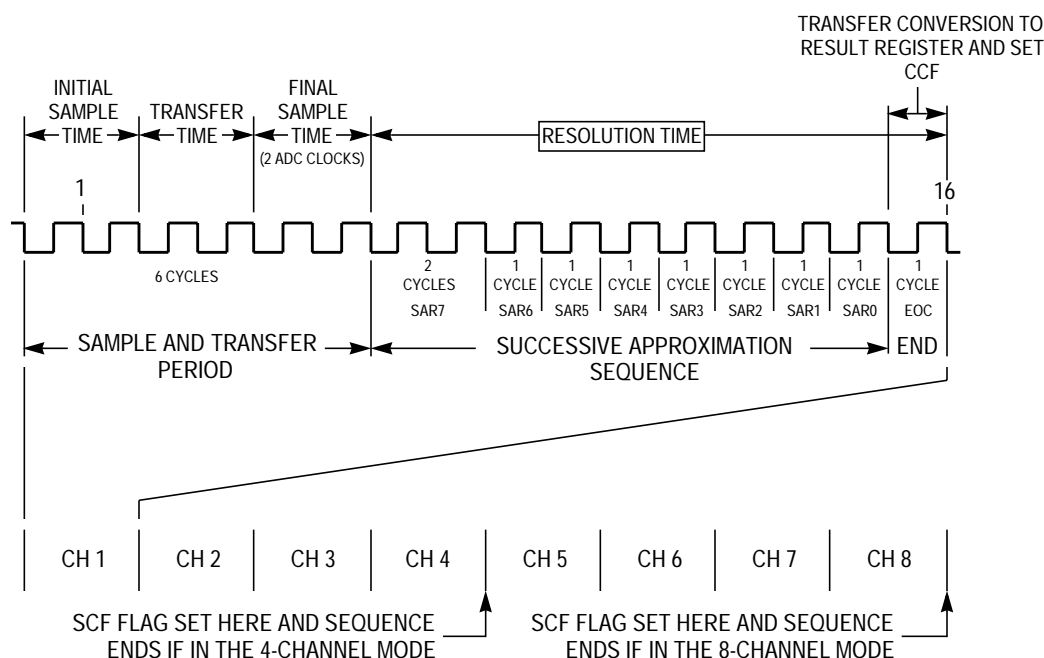 TRANSFER CONVERSION TO
RESULT REGISTER AND SET
CCF
INITIAL
SAMPLE
TIME
TRANSFER
TIME
FINAL
SAMPLE
TIME
(2 ADC CLOCKS)
RESOLUTION TIME
1
16
6 CYCLES
2
CYCLES
SAR7
1
CYCLE
SAR6
1
CYCLE
SAR5
1
CYCLE
SAR4
1
CYCLE
SAR3
1
CYCLE
SAR2
1
CYCLE
SAR1
1
CYCLE
SAR0
1
CYCLE
EOC
SAMPLE AND TRANSFER
PERIOD
SUCCESSIVE APPROXIMATION
SEQUENCE
END
CH 1
CH 2
CH 3
CH 4
CH 5
CH 6
CH 7
CH 8
SCF FLAG SET HERE AND SEQUENCE
ENDS IF IN THE 4-CHANNEL MODE
SCF FLAG SET HERE AND SEQUENCE
ENDS IF IN THE 8-CHANNEL MODE